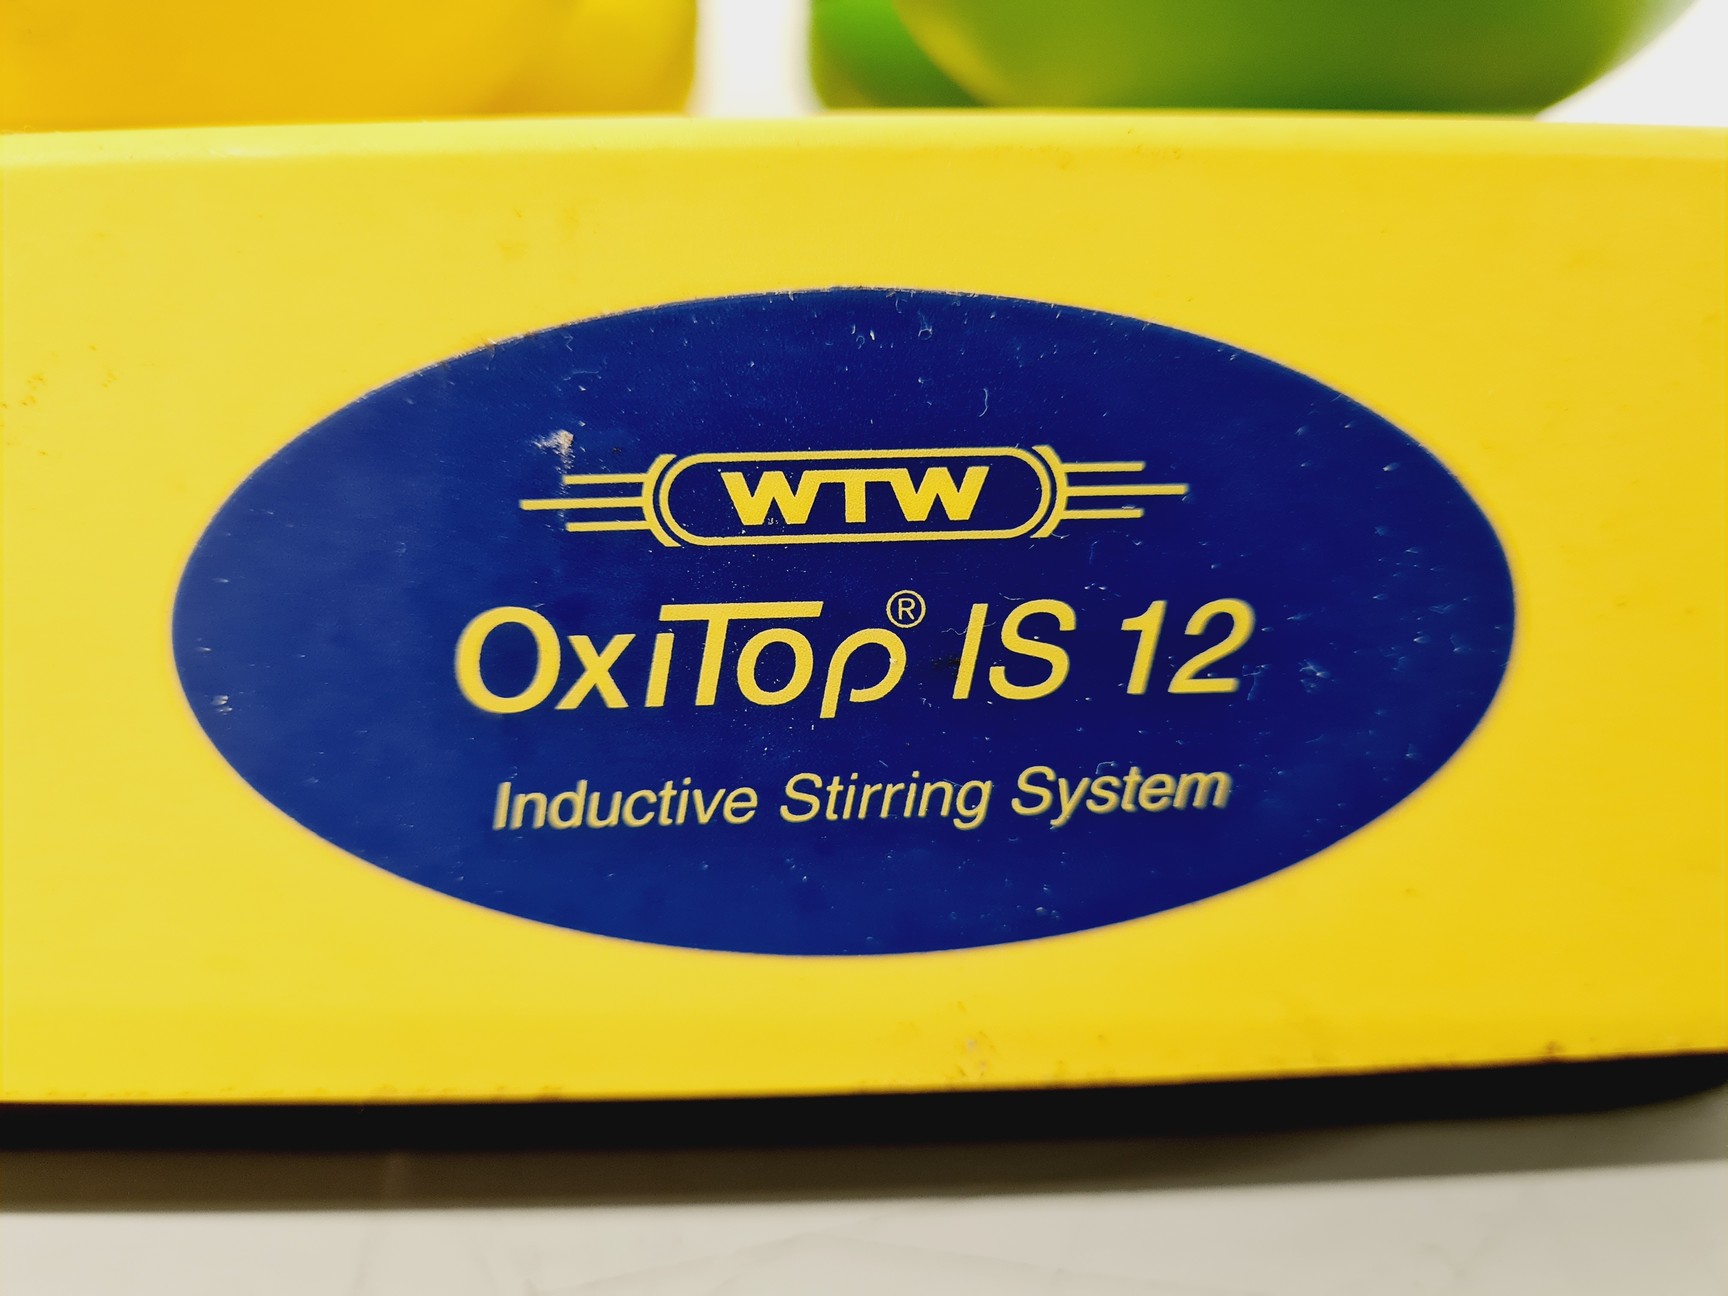 WTW
OxiTop® IS 12
Inductive Stirring System